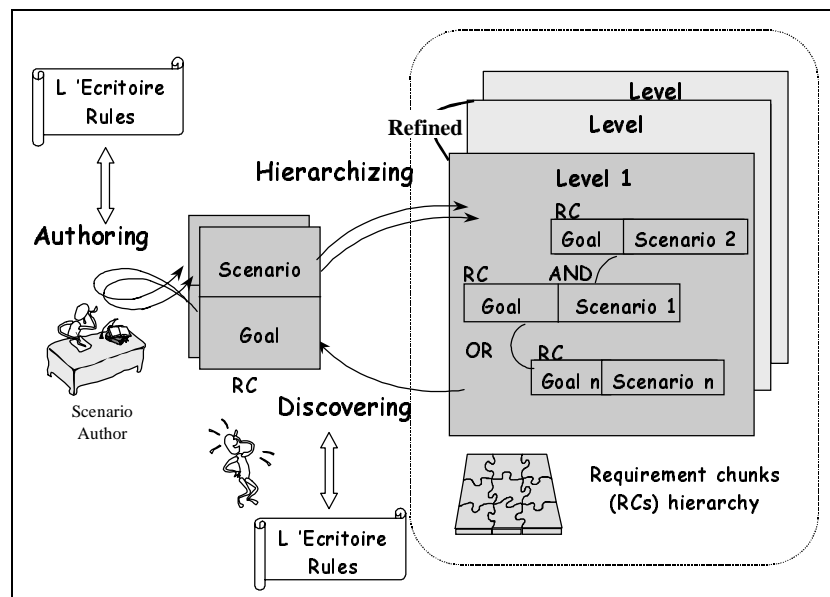 L 'Ecritoire
Rules
Authoring
Scenario
Author
Hierarchizing
Scenario
Goal
RC
Discovering
L 'Ecritoire
Rules
Level
Level
Refined
Level 1
RC
Goal Scenario 2
RC AND
Goal Scenario 1
OR RC
Goal n Scenario n
Requirement chunks
(RCs) hierarchy